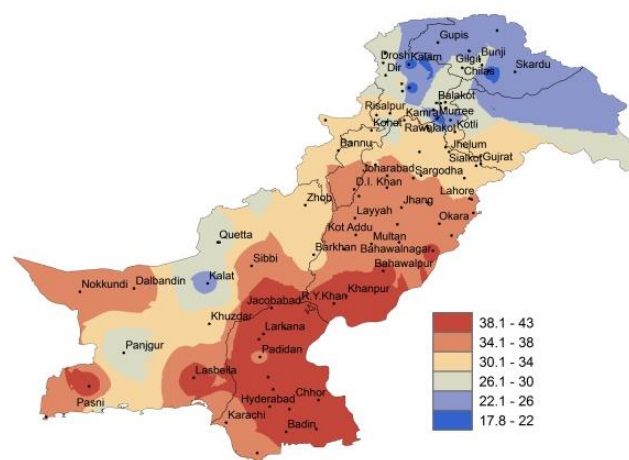 Gupis
Drosh
Kalam
Gilgit
Bunji
Dir
Chilas
Skardu
Balakot
Risalpur
Kamra
Murree
Kohat
Rawalakot
Kotli
Bannu
Jhelum
Sialkot
Gujrat
Joharabad
Sargodha
D.I. Khan
Zhob
Jhang
Lahore
Layyah
Okara
Quetta
Kot Addu
Barkhan
Multan
Sibbi
Bahawalnagar
Bahawalpur
Nokkundi
Dalbandin
Kalat
Khanpur
R.Y.Khan
Jacobabad
Khuzdar
Larkana
Panjgur
Padidan
Lasbella
Pasni
Hyderabad
Chhor
Karachi
Badin
38.1 - 43
34.1 - 38
30.1 - 34
26.1 - 30
22.1 - 26
17.8 - 22